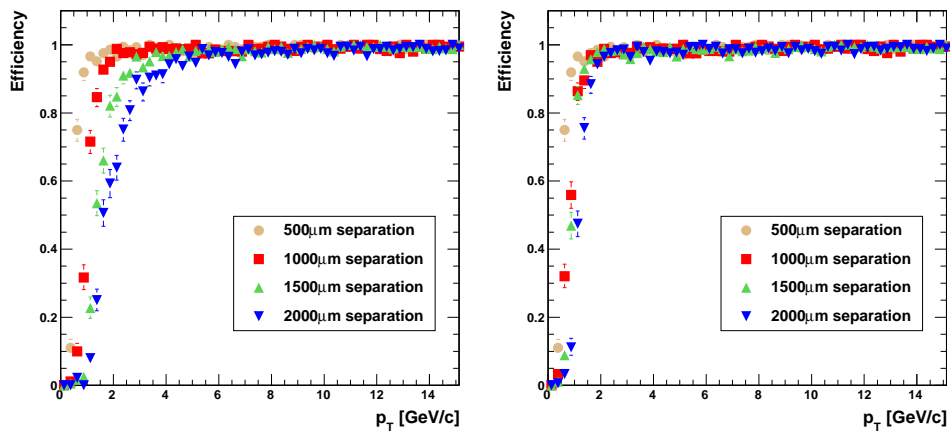 Efficiency
1
0.8
0.6
0.4
0.2
0
0 2 4 6 8 10 12 14
p_T [GeV/c]
500μm separation
1000μm separation
1500μm separation
2000μm separation
Efficiency
1
0.8
0.6
0.4
0.2
0
0 2 4 6 8 10 12 14
p_T [GeV/c]
500μm separation
1000μm separation
1500μm separation
2000μm separation